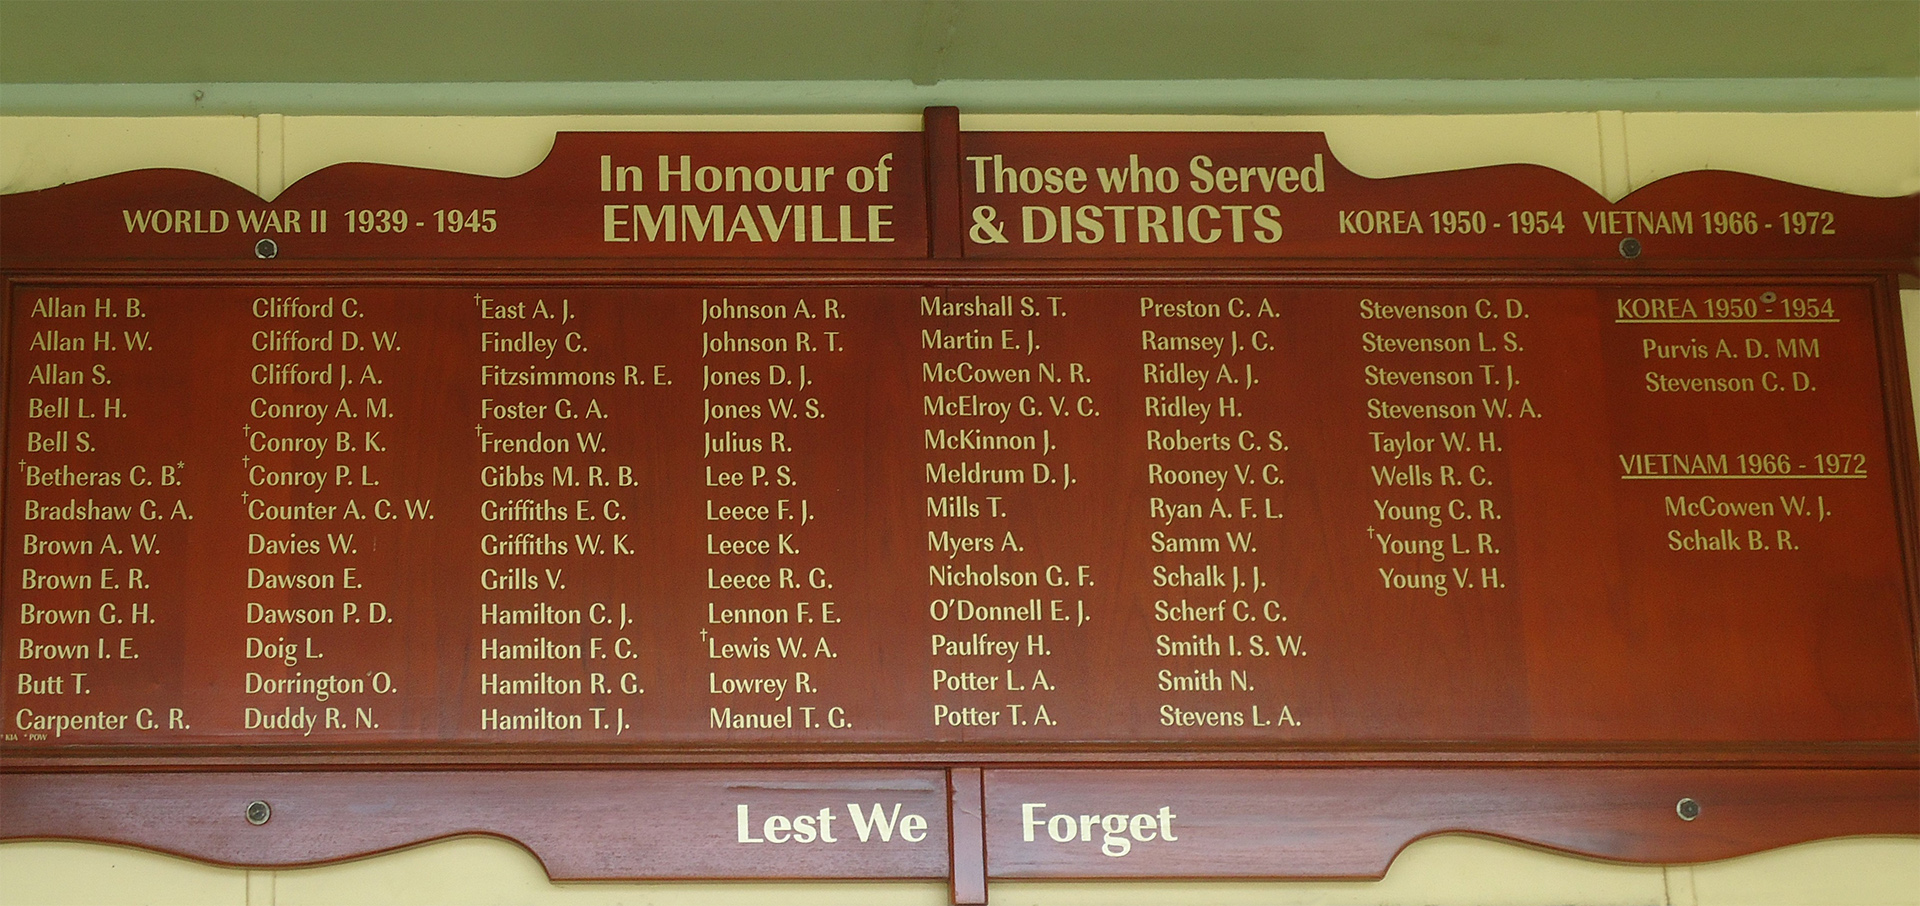 In Honour of Those who Served
WORLD WAR II 1939 - 1945 EMMAVILLE & DISTRICTS KOREA 1950 - 1954 VIETNAM 1966 - 1972
Allan H. B.
Allan H. W.
Allan S.
Bell L. H.
Bell S.
†Betheras C. B.*
Bradshaw G. A.
Brown A. W.
Brown E. R.
Brown G. H.
Brown I. E.
Butt T.
Carpenter G. R.
† KIA * POW
Clifford C.
Clifford D. W.
Clifford J. A.
Conroy A. M.
†Conroy B. K.
†Conroy P. L.
†Counter A. C. W.
Davies W.
Dawson E.
Dawson P. D.
Doig L.
Dorrington O.
Duddy R. N.
†East A. J.
Findley C.
Fitzsimmons R. E.
Foster G. A.
†Frendon W.
Gibbs M. R. B.
Griffiths E. C.
Griffiths W. K.
Grills V.
Hamilton C. J.
Hamilton F. C.
Hamilton R. G.
Hamilton T. J.
Johnson A. R.
Johnson R. T.
Jones D. J.
Jones W. S.
Julius R.
Lee P. S.
Leece F. J.
Leece K.
Leece R. G.
Lennon F. E.
†Lewis W. A.
Lowrey R.
Manuel T. G.
Marshall S. T.
Martin E. J.
McCowen N. R.
McElroy G. V. C.
McKinnon J.
Meldrum D. J.
Mills T.
Myers A.
Nicholson G. F.
O'Donnell E. J.
Paulfrey H.
Potter L. A.
Potter T. A.
Preston C. A.
Ramsey J. C.
Ridley A. J.
Ridley H.
Roberts C. S.
Rooney V. C.
Ryan A. F. L.
Samm W.
Schalk J. J.
Scherf C. C.
Smith I. S. W.
Smith N.
Stevens L. A.
Stevenson C. D.
Stevenson L. S.
Stevenson T. J.
Stevenson W. A.
Taylor W. H.
Wells R. C.
Young C. R.
†Young L. R.
Young V. H.
KOREA 1950 - 1954
Purvis A. D. MM
Stevenson C. D.
VIETNAM 1966 - 1972
McCowen W. J.
Schalk B. R.
Lest We Forget